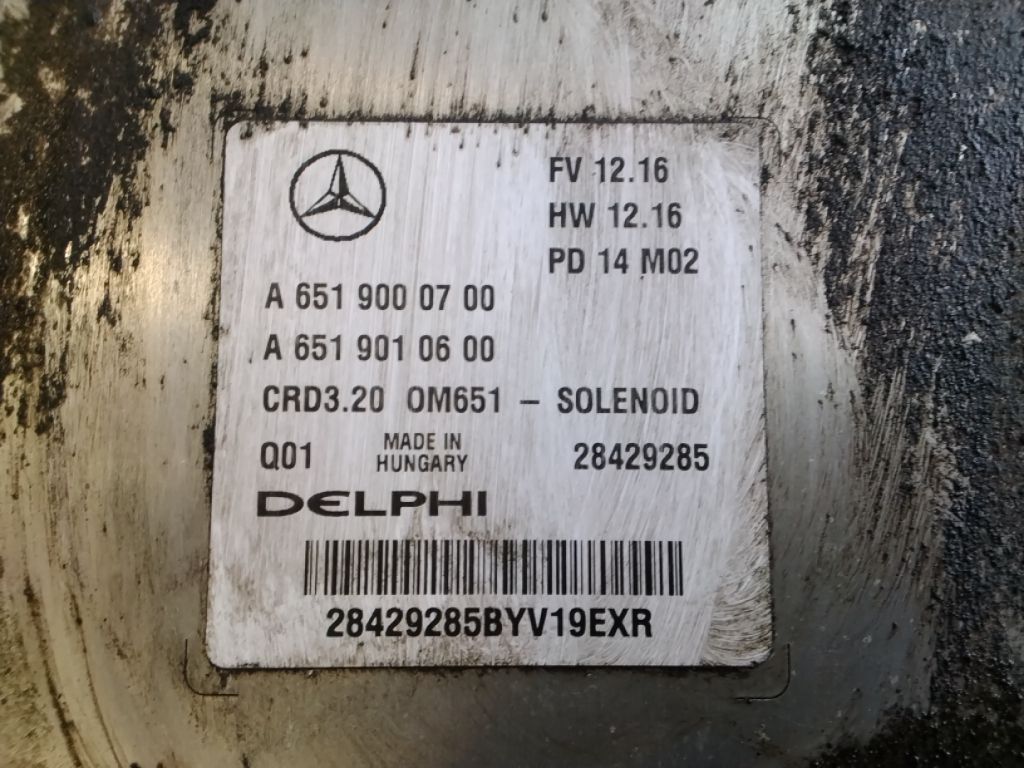 FV 12.16
HW 12.16
PD 14 M02
A 651 900 07 00
A 651 901 06 00
CRD3.20 OM651 – SOLENOID
Q01 MADE IN HUNGARY 28429285
DELPHI
28429285BYV19EXR